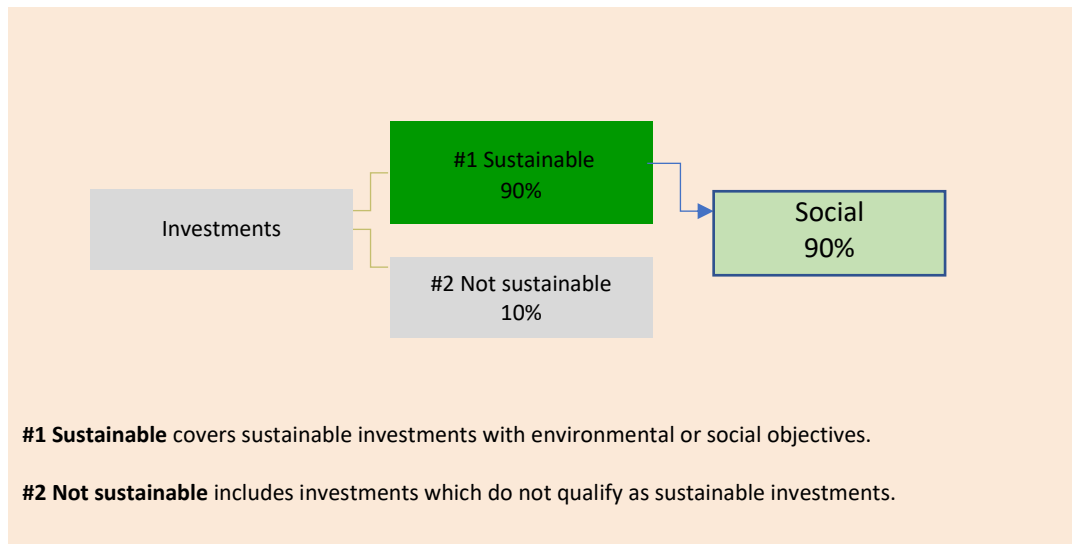 #1 Sustainable
90%
Investments
Social
90%
#2 Not sustainable
10%
#1 Sustainable covers sustainable investments with environmental or social objectives.
#2 Not sustainable includes investments which do not qualify as sustainable investments.